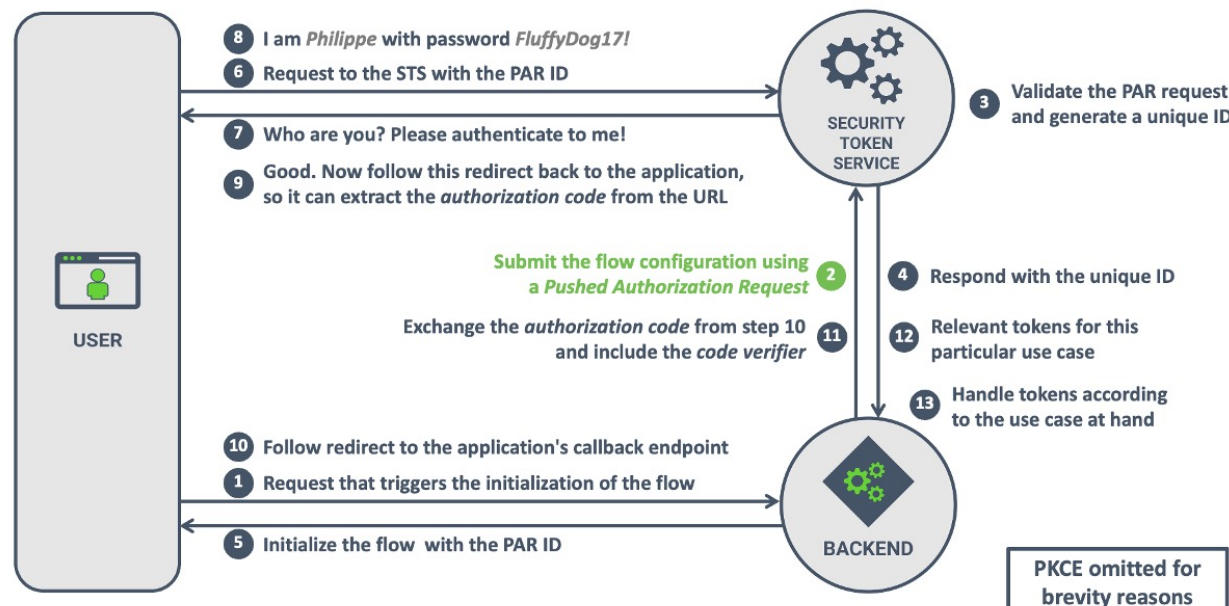 8 I am Philippe with password FluffyDog17!
6 Request to the STS with the PAR ID
7 Who are you? Please authenticate to me!
9 Good. Now follow this redirect back to the application,
so it can extract the authorization code from the URL
SECURITY
TOKEN
SERVICE
3 Validate the PAR request
and generate a unique ID
USER
Submit the flow configuration using
a Pushed Authorization Request 2
4 Respond with the unique ID
Exchange the authorization code from step 10
and include the code verifier 11
12 Relevant tokens for this
particular use case
13 Handle tokens according
to the use case at hand
10 Follow redirect to the application's callback endpoint
1 Request that triggers the initialization of the flow
5 Initialize the flow with the PAR ID
BACKEND
PKCE omitted for
brevity reasons